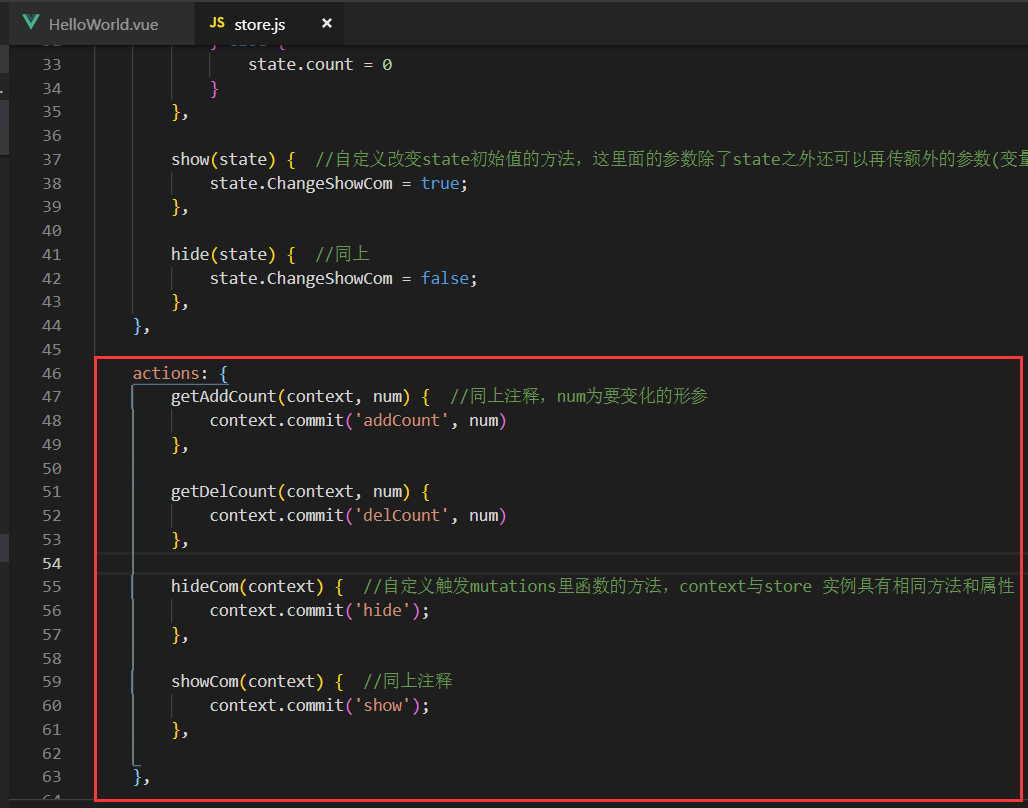 HelloWorld.vue
JS store.js ×
33 state.count = 0
34 }
35 },
36
37 show(state) { //自定义改变state初始值的方法，这里面的参数除了state之外还可以再传额外的参数(变量
38 state.ChangeShowCom = true;
39 },
40
41 hide(state) { //同上
42 state.ChangeShowCom = false;
43 },
44 },
45
46 actions: {
47 getAddCount(context, num) { //同上注释，num为要变化的形参
48 context.commit('addCount', num)
49 },
50
51 getDelCount(context, num) {
52 context.commit('delCount', num)
53 },
54
55 hideCom(context) { //自定义触发mutations里函数的方法，context与store 实例具有相同方法和属性
56 context.commit('hide');
57 },
58
59 showCom(context) { //同上注释
60 context.commit('show');
61 },
62
63 },